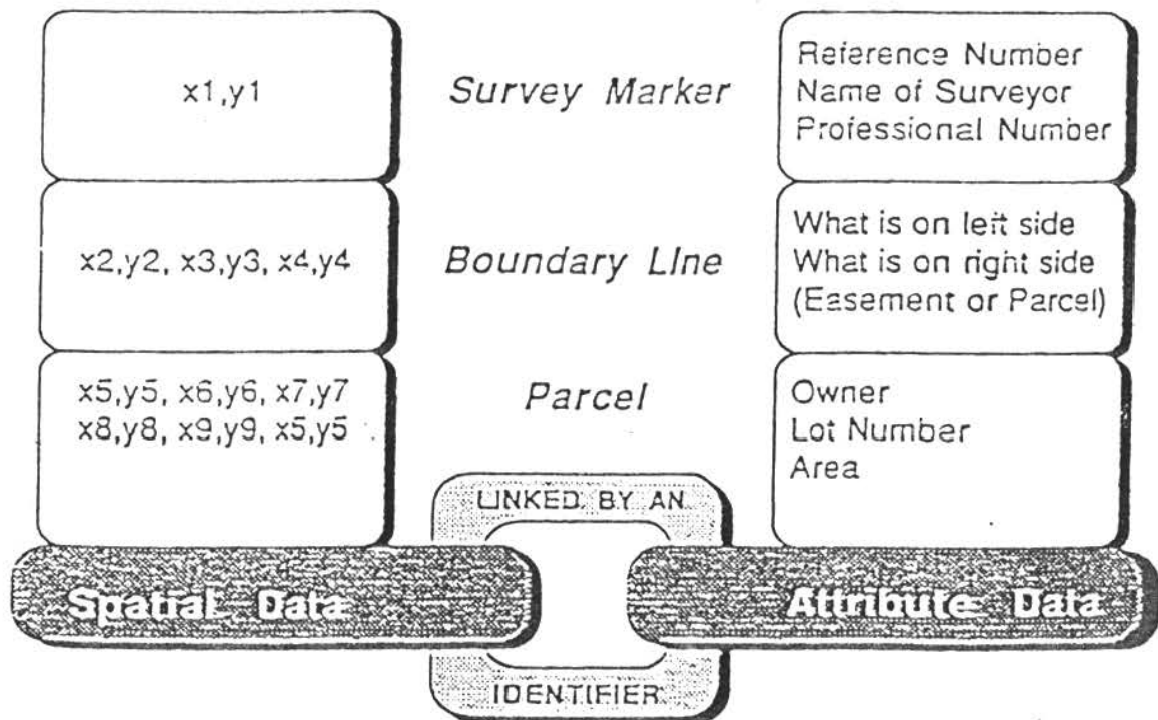 x1,y1
Survey Marker
Reference Number
Name of Surveyor
Professional Number
x2,y2, x3,y3, x4,y4
Boundary LIne
What is on left side
What is on right side
(Easement or Parcel)
x5,y5, x6,y6, x7,y7
x8,y8, x9,y9, x5,y5
Parcel
Owner
Lot Number
Area
LINKED BY AN
Spatial Data
Attribute Data
IDENTIFIER